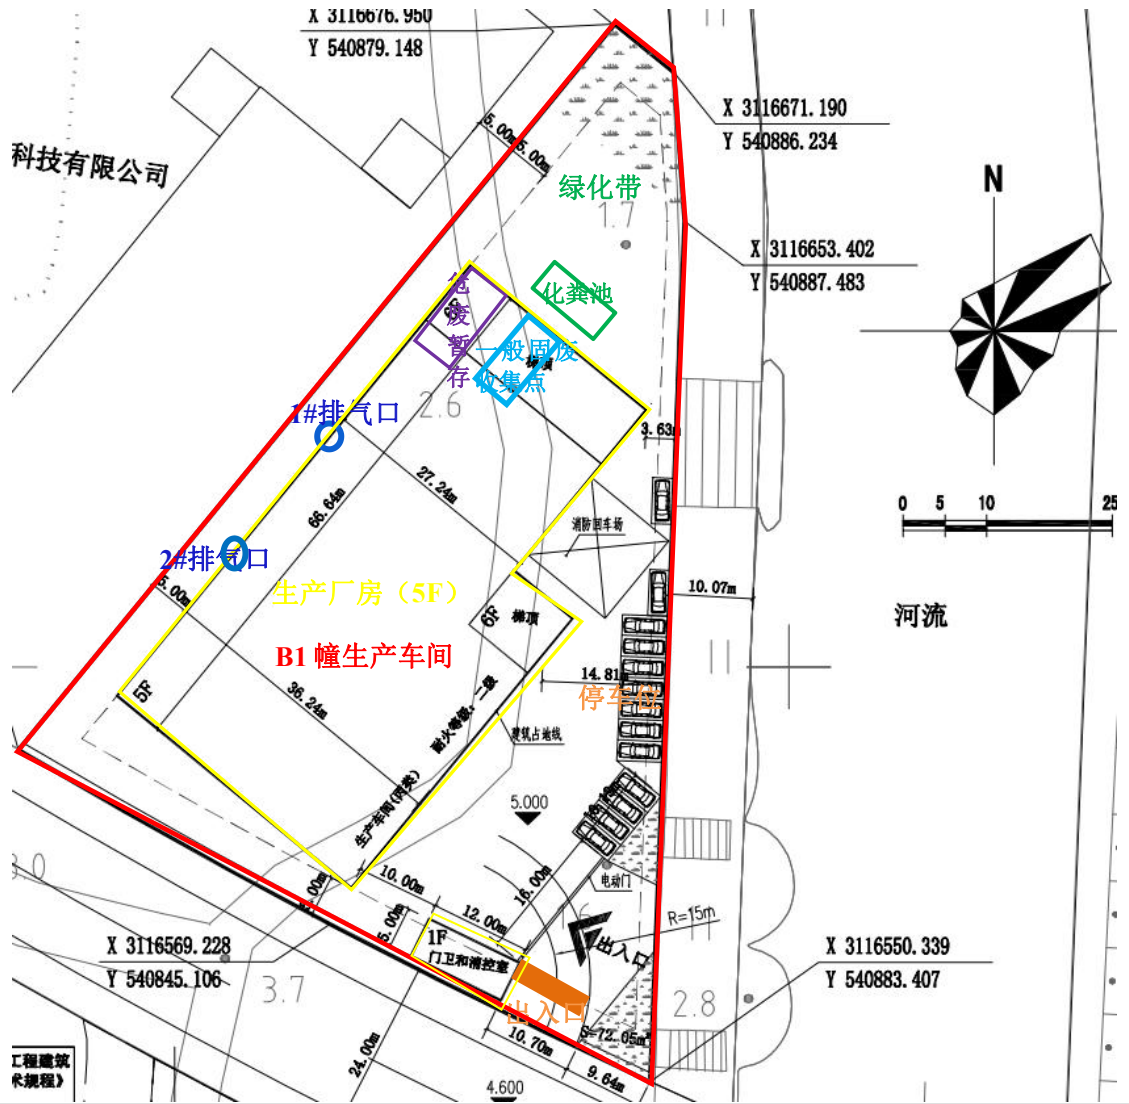 X 3116676.950
Y 540879.148
X 3116671.190
Y 540886.234
科技有限公司
5.00m
5.00m
绿化带
1.7
N
X 3116653.402
Y 540887.483
危废暂存
6F
化粪池
一般固废
收集点
梯顶
2.6
1#排气口
3.63m
27.24m
66.64m
0 5 10 25
消防回车场
2#排气口
5.00m
生产厂房（5F）
10.07m
河流
6F
梯顶
B1 幢生产车间
14.81m
停车位
5F
36.24m
耐火等级：二级
建筑占地线
生产车间(丙类)
5.000
3.0
10.00m
16.00m
电动门
12.00m
R=15m
5.00m
1F
门卫和消控室
出入口
X 3116569.228
Y 540845.106
X 3116550.339
Y 540883.407
3.7
2.8
出入口
S=72.05m²
10.70m
24.00m
9.64m
工程建筑
术规程》
4.600